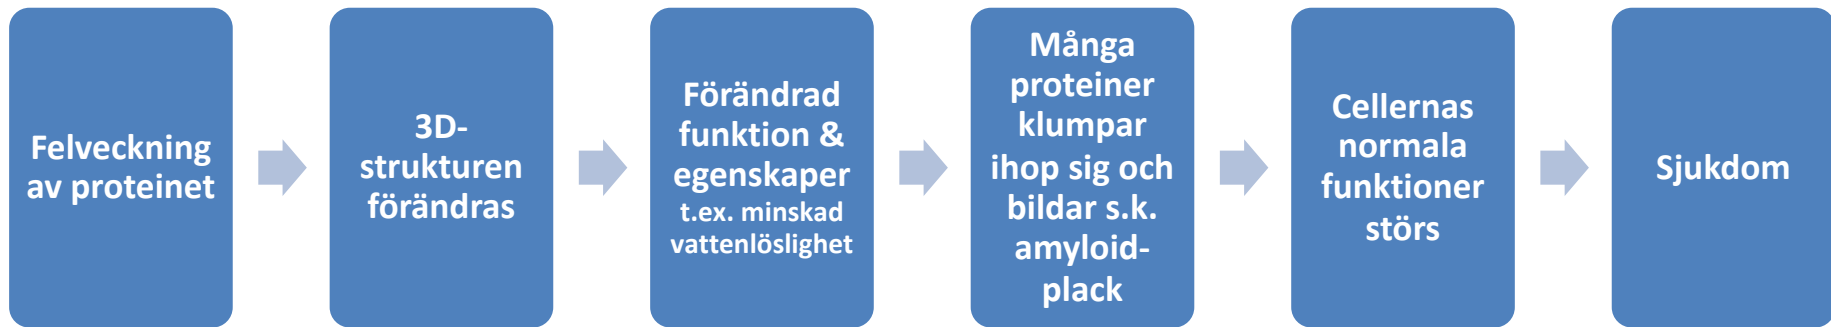 Felveckning
av proteinet
3D-
strukturen
förändras
Förändrad
funktion &
egenskaper
t.ex. minskad
vattenlöslighet
Många
proteiner
klumpar
ihop sig och
bildar s.k.
amyloid-
plack
Cellernas
normala
funktioner
störs
Sjukdom